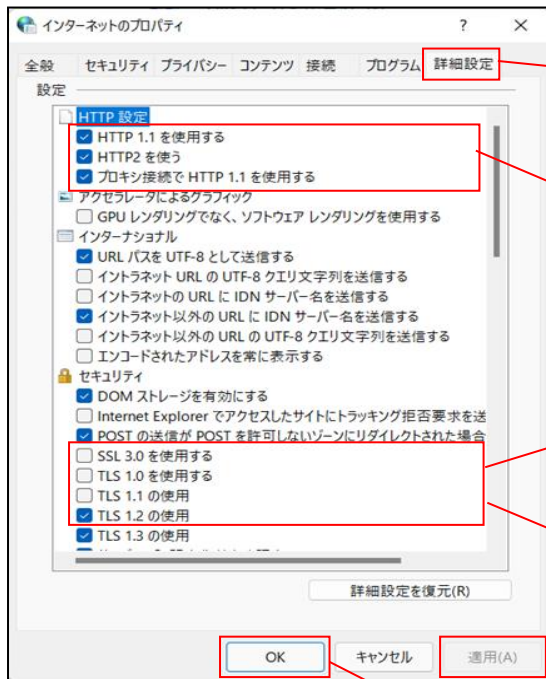 インターネットのプロパティ ? ×
全般 セキュリティ プライバシー コンテンツ 接続 プログラム 詳細設定
設定
HTTP 設定
HTTP 1.1 を使用する
HTTP2 を使う
プロキシ接続で HTTP 1.1 を使用する
アクセラレータによるグラフィック
GPU レンダリングでなく、ソフトウェア レンダリングを使用する
インターナショナル
URL パスを UTF-8 として送信する
イントラネット URL の UTF-8 クエリ文字列を送信する
イントラネットの URL に IDN サーバー名を送信する
イントラネット以外の URL に IDN サーバー名を送信する
イントラネット以外の URL の UTF-8 クエリ文字列を送信する
エンコードされたアドレスを常に表示する
セキュリティ
DOM ストレージを有効にする
Internet Explorer でアクセスしたサイトにトラッキング拒否要求を送
POST の送信が POST を許可しないゾーンにリダイレクトされた場合
SSL 3.0 を使用する
TLS 1.0 を使用する
TLS 1.1 の使用
TLS 1.2 の使用
TLS 1.3 の使用
詳細設定を復元(R)
OK キャンセル 適用(A)